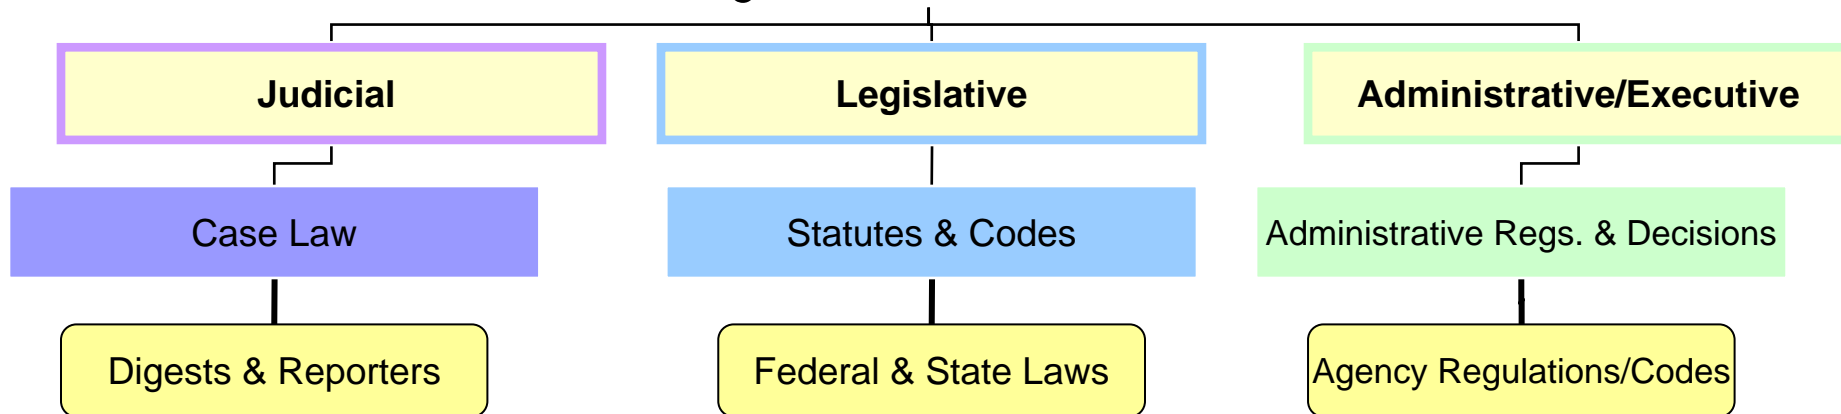 Judicial
Legislative
Administrative/Executive
Case Law
Statutes & Codes
Administrative Regs. & Decisions
Digests & Reporters
Federal & State Laws
Agency Regulations/Codes